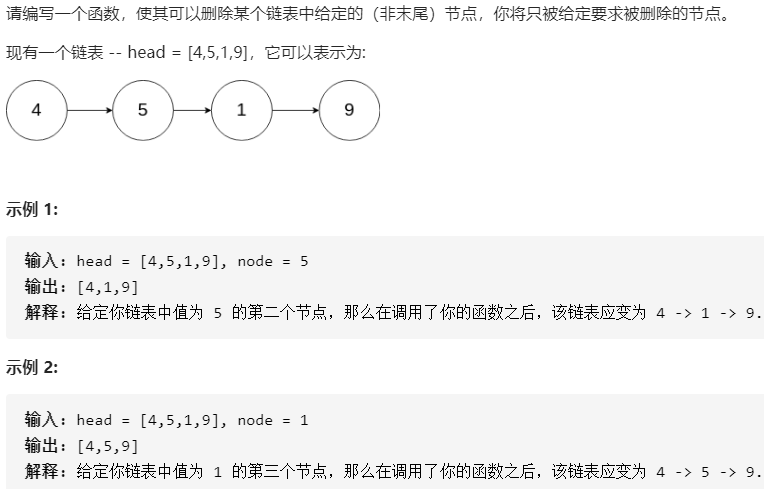 请编写一个函数，使其可以删除某个链表中给定的（非末尾）节点，你将只被给定要求被删除的节点。
现有一个链表 -- head = [4,5,1,9]，它可以表示为:
4 5 1 9
示例 1:
输入: head = [4,5,1,9], node = 5
输出: [4,1,9]
解释: 给定你链表中值为 5 的第二个节点，那么在调用了你的函数之后，该链表应变为 4 -> 1 -> 9.
示例 2:
输入: head = [4,5,1,9], node = 1
输出: [4,5,9]
解释: 给定你链表中值为 1 的第三个节点，那么在调用了你的函数之后，该链表应变为 4 -> 5 -> 9.